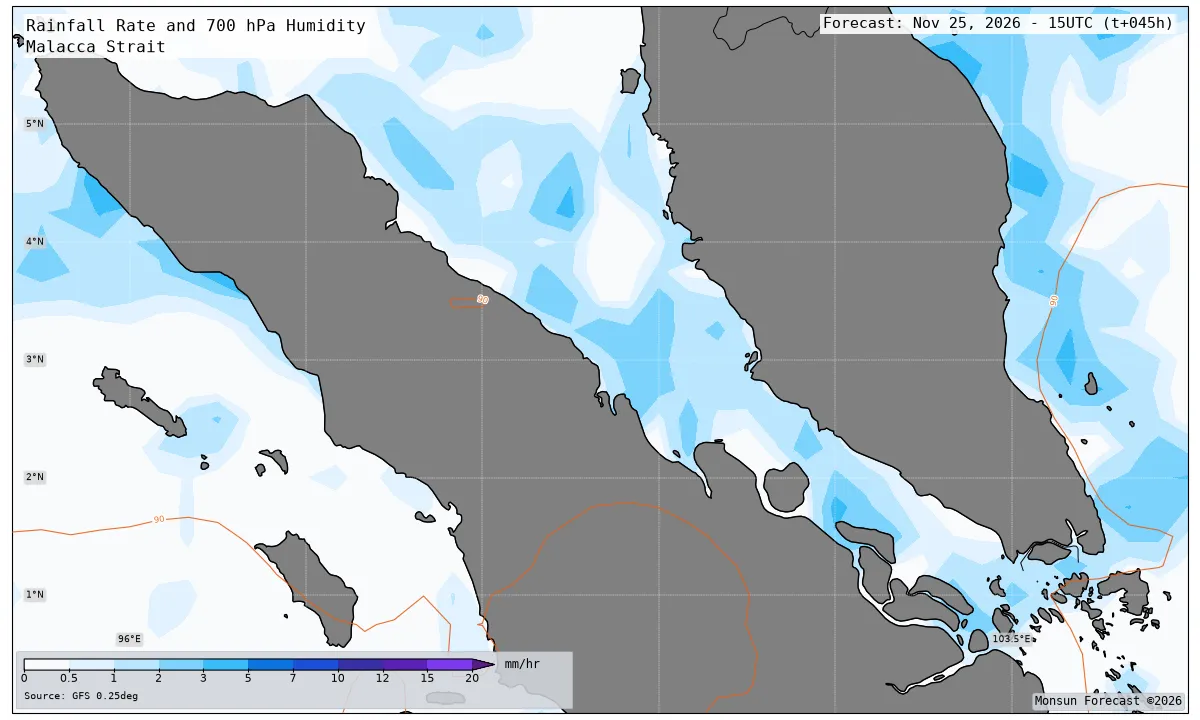 Rainfall Rate and 700 hPa Humidity
Malacca Strait
Forecast: Nov 25, 2026 - 15UTC (t+045h)
5°N
4°N
90
90
3°N
2°N
90
1°N
96°E
103.5°E
mm/hr
0 0.5 1 2 3 5 7 10 12 15 20
Source: GFS 0.25deg
Monsun Forecast ©2026